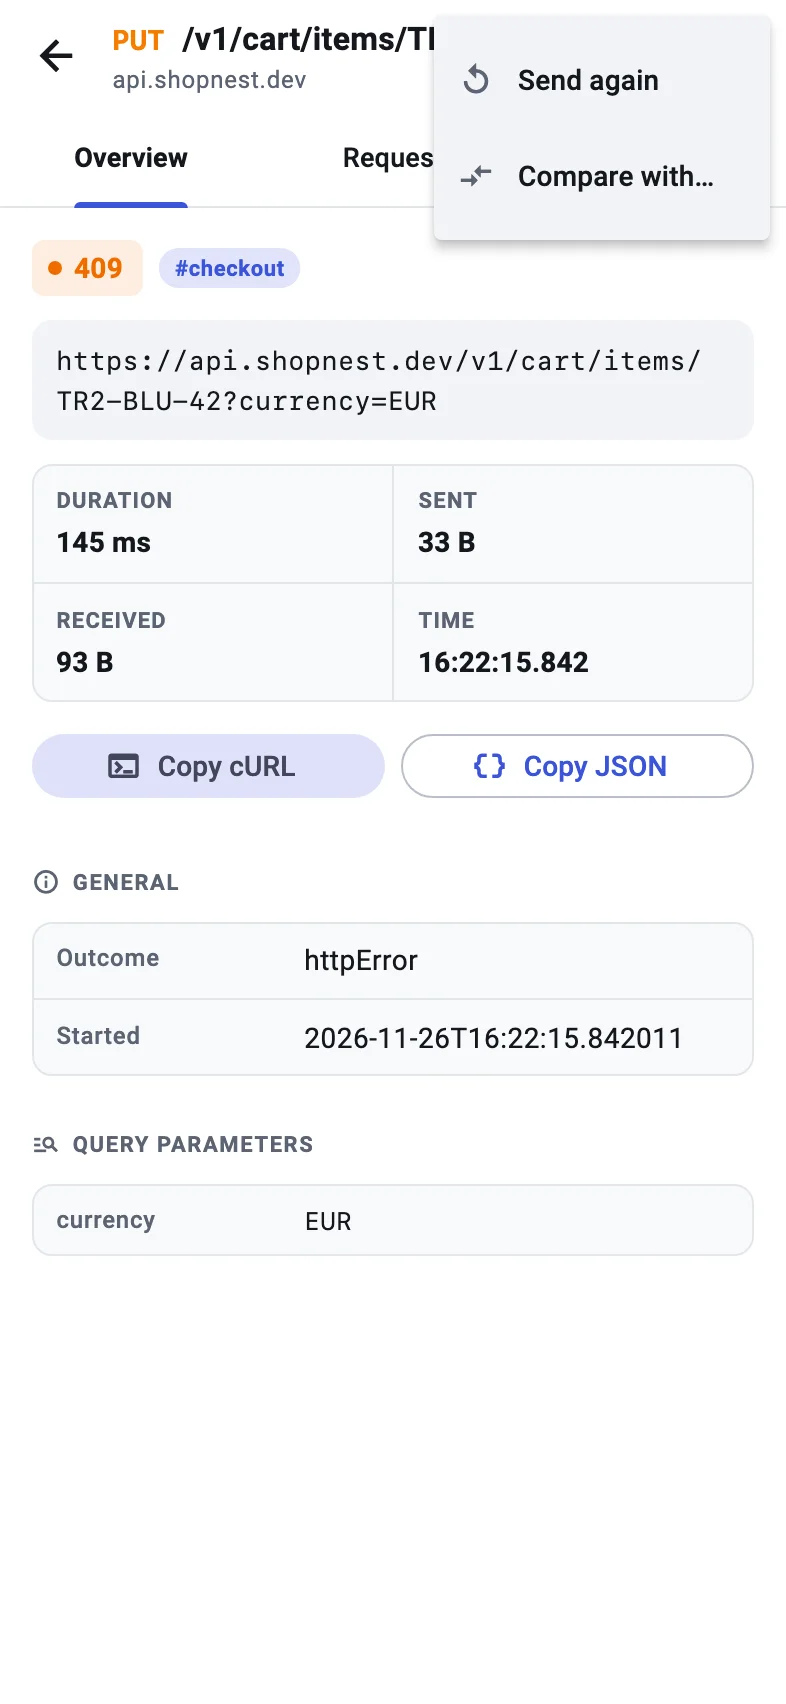 PUT /v1/cart/items/
api.shopnest.dev
Send again
Compare with...
Overview
Reques
409
#checkout
https://api.shopnest.dev/v1/cart/items/
TR2-BLU-42?currency=EUR
DURATION
145 ms
SENT
33 B
RECEIVED
93 B
TIME
16:22:15.842
Copy cURL
Copy JSON
GENERAL
Outcome
httpError
Started
2026-11-26T16:22:15.842011
QUERY PARAMETERS
currency
EUR